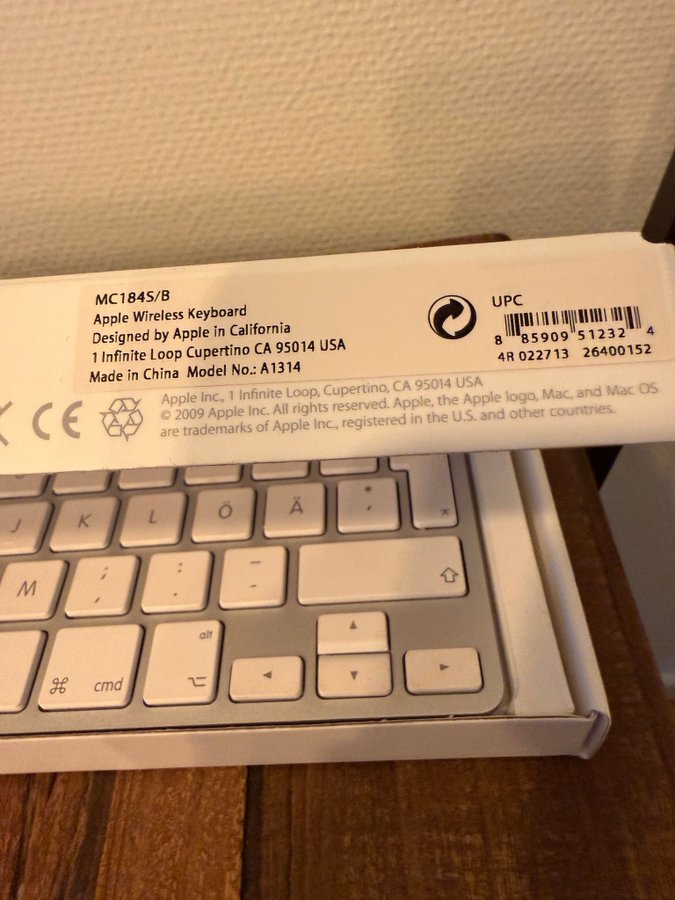 MC184S/B
Apple Wireless Keyboard
Designed by Apple in California
1 Infinite Loop Cupertino CA 95014 USA
Made in China Model No.: A1314
UPC
8 85909 51232 4
4R 022713 26400152
CE
Apple Inc., 1 Infinite Loop, Cupertino, CA 95014 USA
© 2009 Apple Inc. All rights reserved. Apple, the Apple logo, Mac, and Mac OS
are trademarks of Apple Inc., registered in the U.S. and other countries.
J K L Ö Ä * '
M ; , : . _ -
⌘ cmd alt ⌥